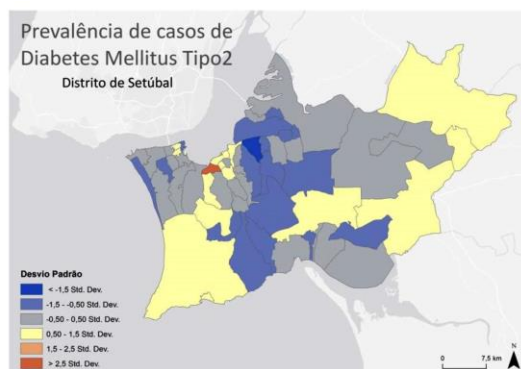 Prevalência de casos de
Diabetes Mellitus Tipo2
Distrito de Setúbal
Desvio Padrão
< -1,5 Std. Dev.
-1,5 - -0,50 Std. Dev.
-0,50 - 0,50 Std. Dev.
0,50 - 1,5 Std. Dev.
1,5 - 2,5 Std. Dev.
> 2,5 Std. Dev.
N
0
7,5 km